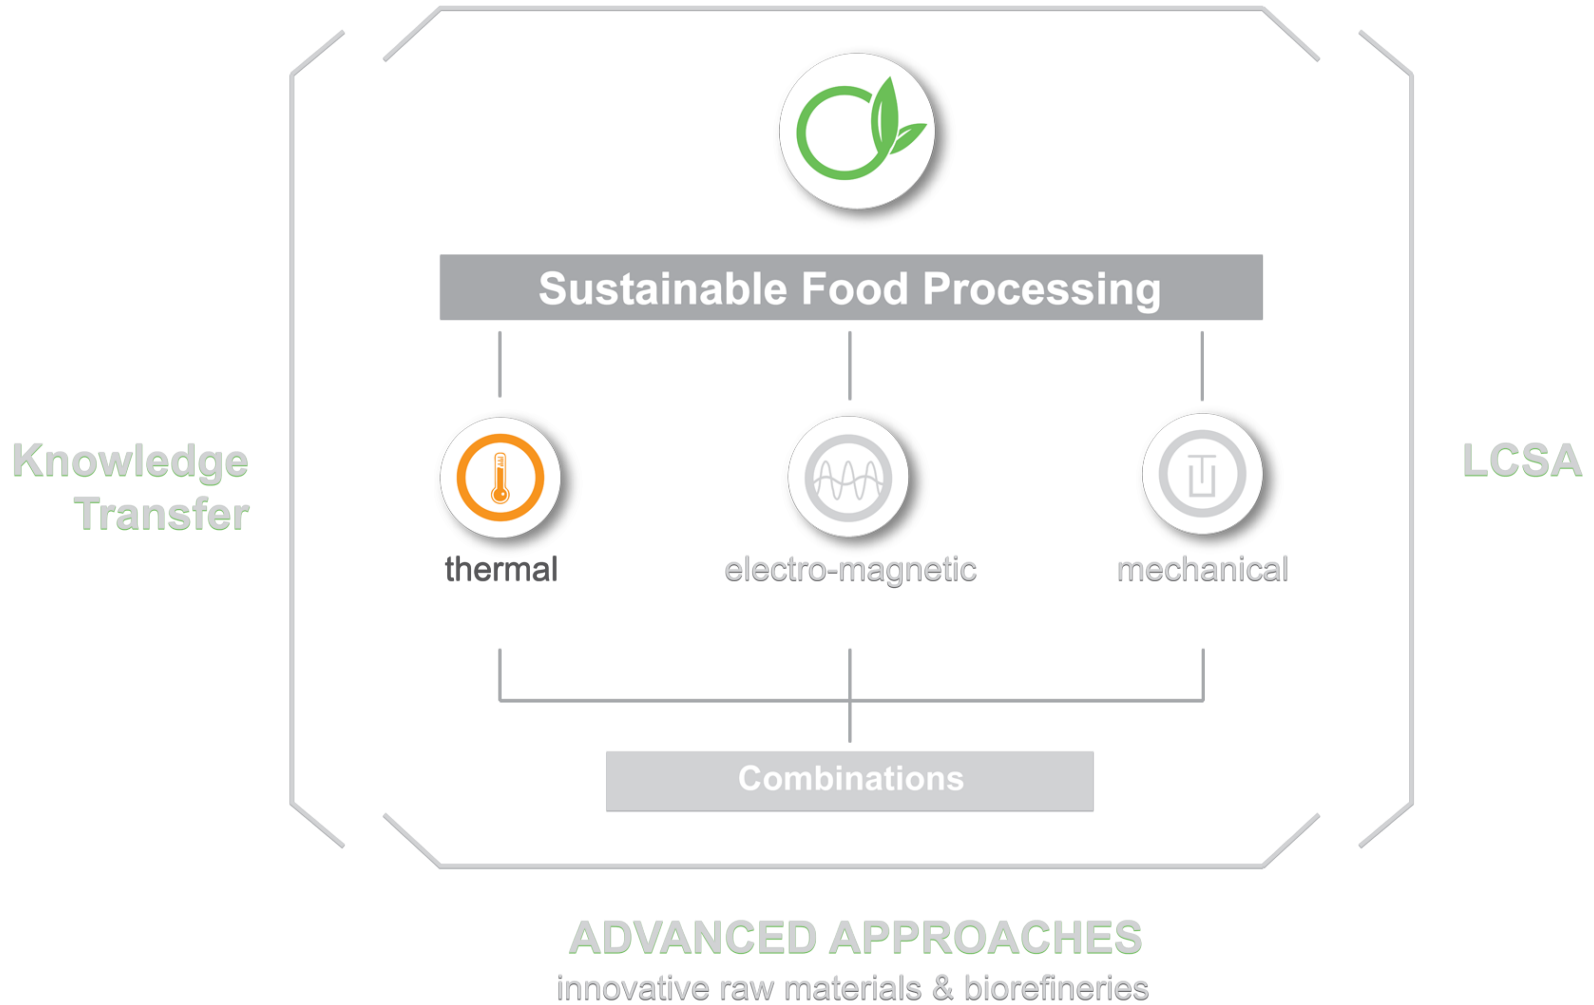 Sustainable Food Processing
Knowledge
Transfer
LCSA
thermal
electro-magnetic
mechanical
Combinations
ADVANCED APPROACHES
innovative raw materials & biorefineries